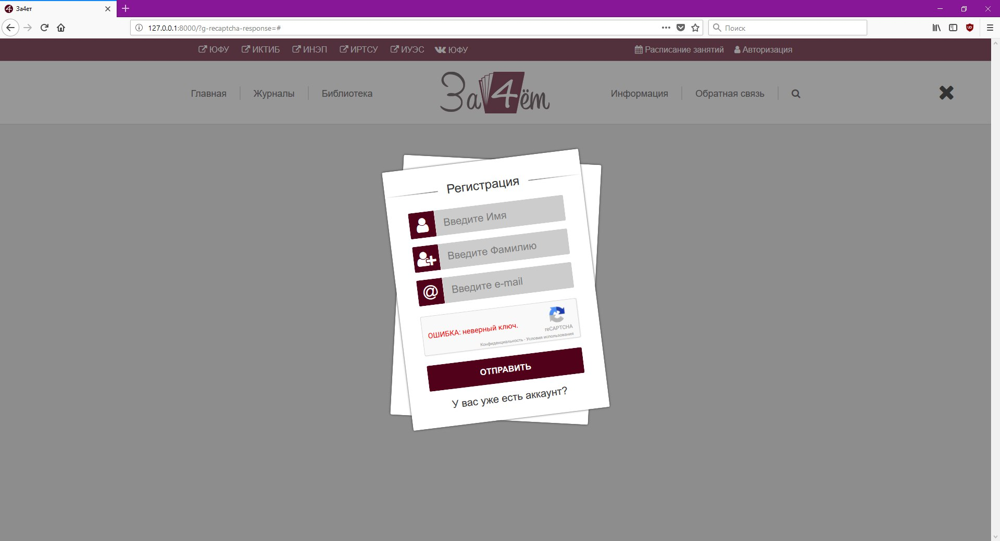 За4ет
127.0.0.1:8000/?g-recaptcha-response=#
Поиск
ЮФУ ИКТИБ ИНЭП ИРТСУ ИУЭС ЮФУ Расписание занятий Авторизация
Главная Журналы Библиотека За4ёт Информация Обратная связь
Регистрация
Введите Имя
Введите Фамилию
@ Введите e-mail
ОШИБКА: неверный ключ.
reCAPTCHA
Конфиденциальность - Условия использования
ОТПРАВИТЬ
У вас уже есть аккаунт?